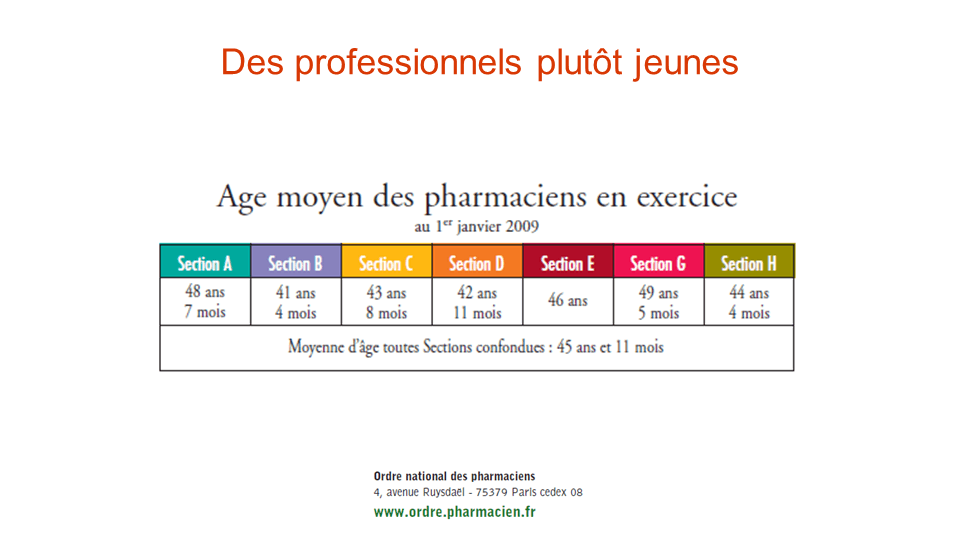 Des professionnels plutôt jeunes
Age moyen des pharmaciens en exercice
au 1er janvier 2009
Section A Section B Section C Section D Section E Section G Section H
48 ans 41 ans 43 ans 42 ans 46 ans 49 ans 44 ans
7 mois 4 mois 8 mois 11 mois 5 mois 4 mois
Moyenne d'âge toutes Sections confondues : 45 ans et 11 mois
Ordre national des pharmaciens
4, avenue Ruysdaël - 75379 Paris cedex 08
www.ordre.pharmacien.fr